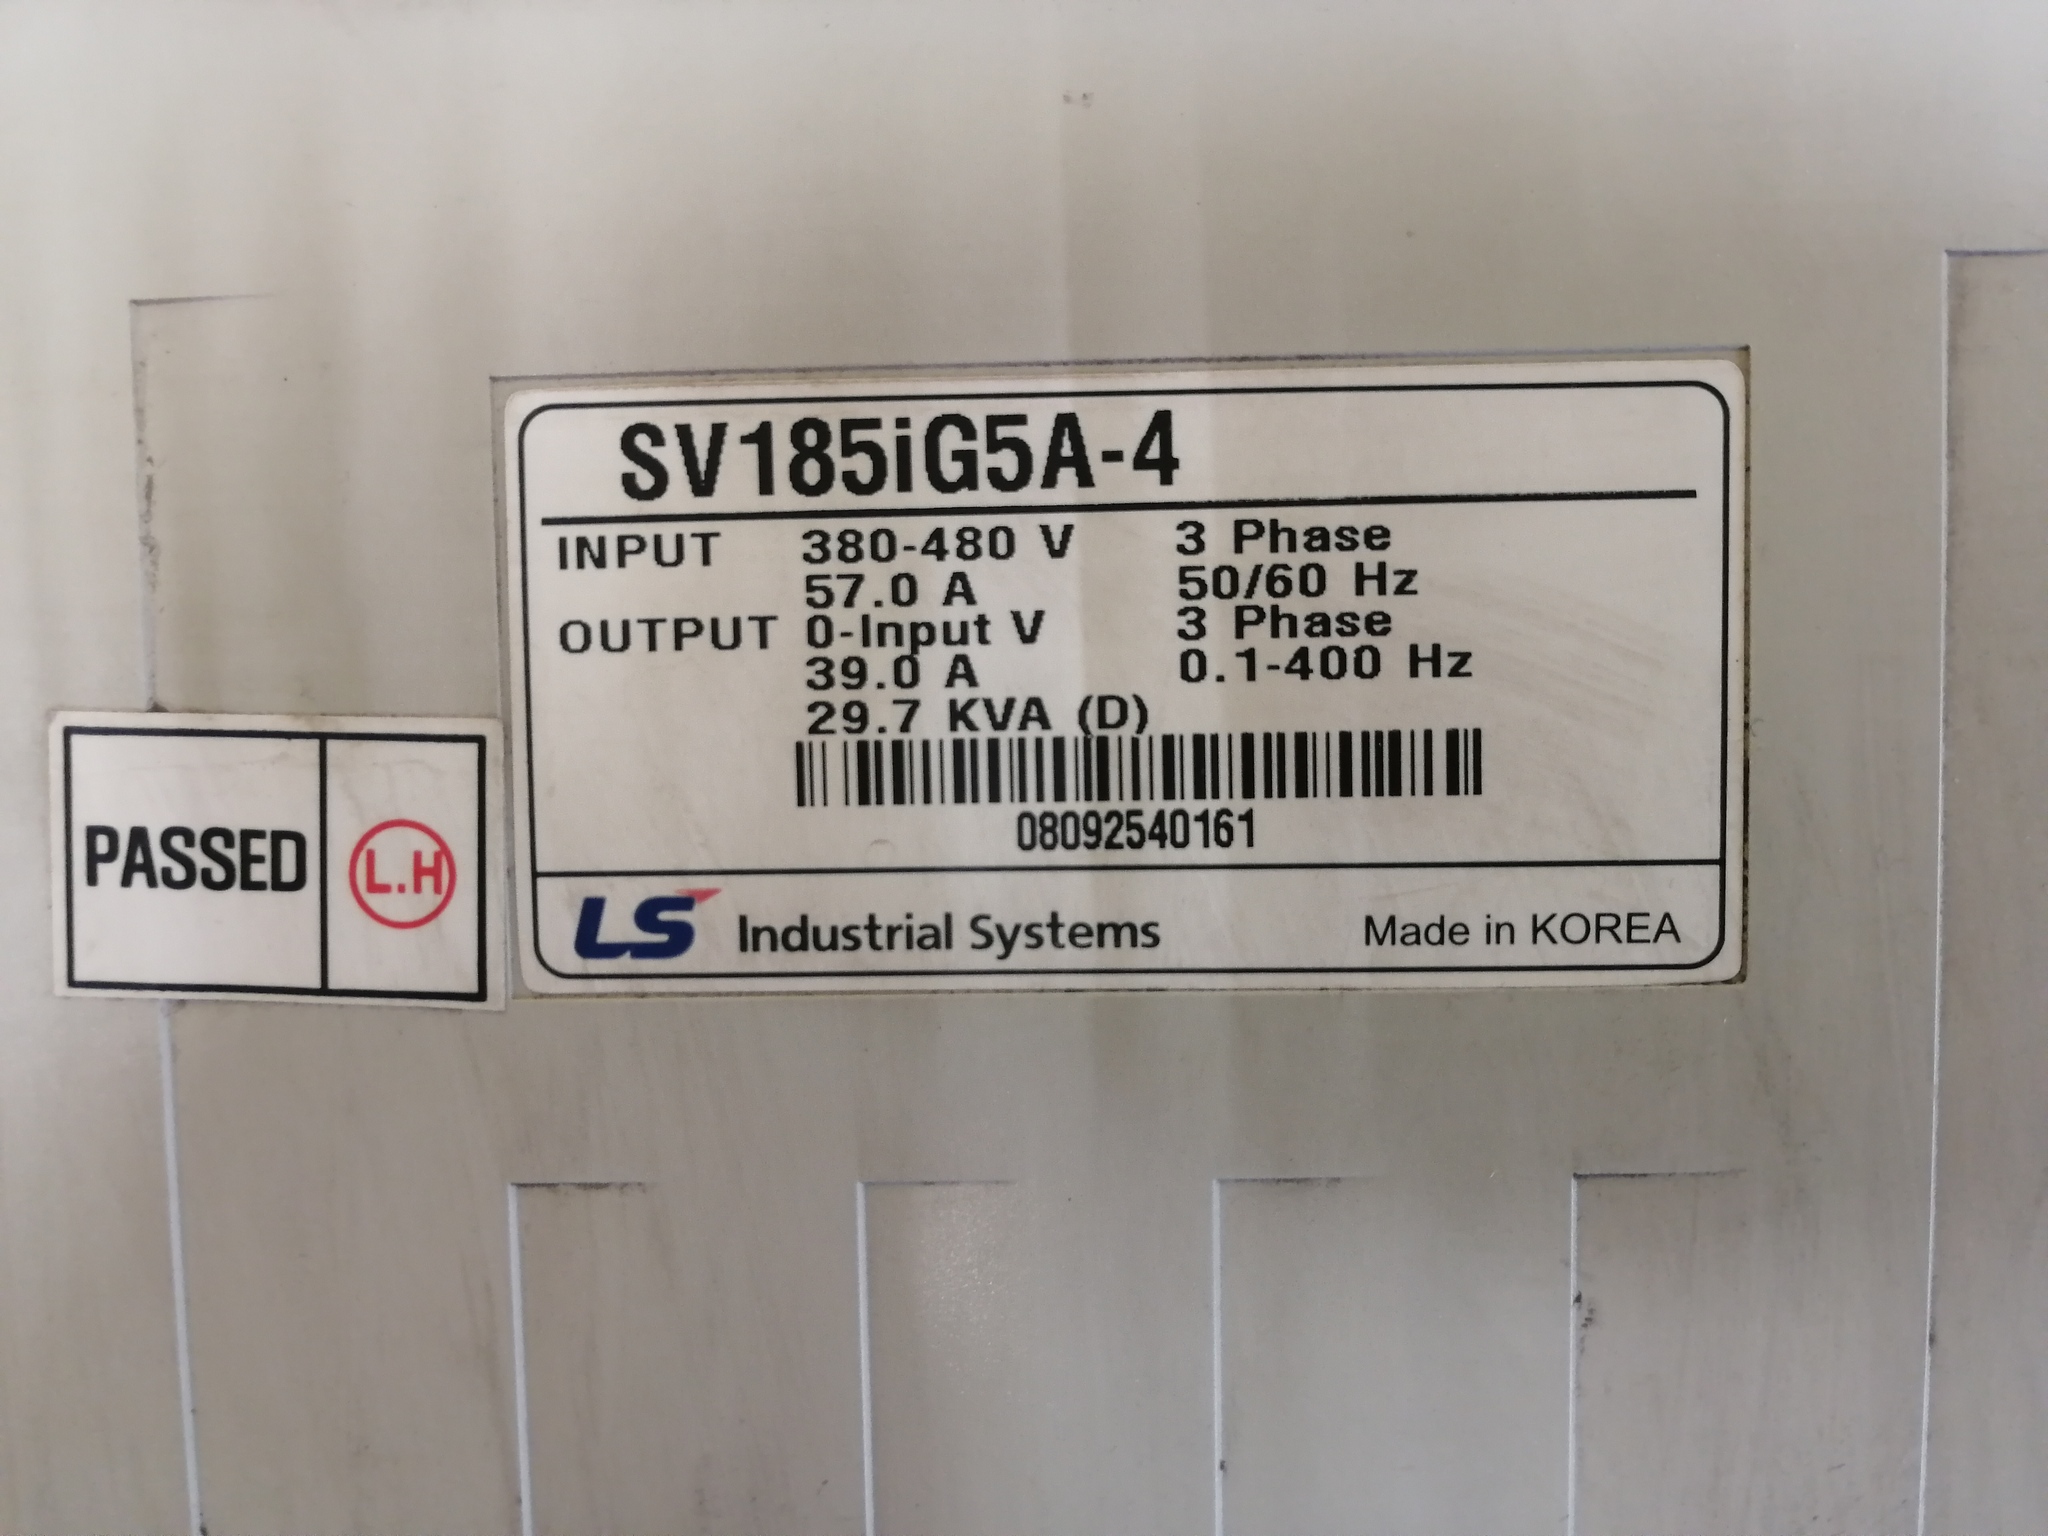 SV185iG5A-4
INPUT 380-480 V 3 Phase
57.0 A 50/60 Hz
OUTPUT 0-Input V 3 Phase
39.0 A 0.1-400 Hz
29.7 KVA (D)
08092540161
LS Industrial Systems Made in KOREA
PASSED L.H